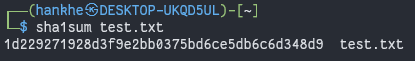 ┌──(hankhe㉿DESKTOP-UKQD5UL)-[~]
└─$ sha1sum test.txt
1d229271928d3f9e2bb0375bd6ce5db6c6d348d9  test.txt